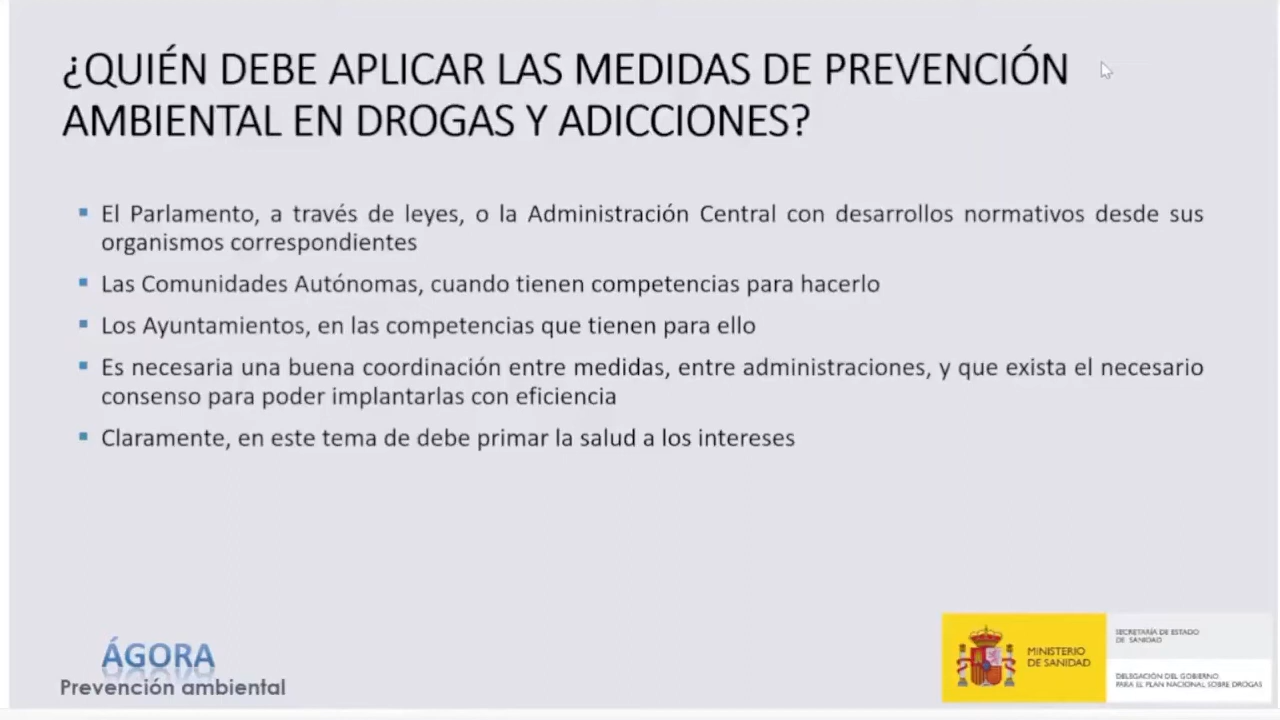 ¿QUIÉN DEBE APLICAR LAS MEDIDAS DE PREVENCIÓN
AMBIENTAL EN DROGAS Y ADICCIONES?
El Parlamento, a través de leyes, o la Administración Central con desarrollos normativos desde sus
organismos correspondientes
Las Comunidades Autónomas, cuando tienen competencias para hacerlo
Los Ayuntamientos, en las competencias que tienen para ello
Es necesaria una buena coordinación entre medidas, entre administraciones, y que exista el necesario
consenso para poder implantarlas con eficiencia
Claramente, en este tema de debe primar la salud a los intereses
ÁGORA
Prevención ambiental
MINISTERIO
DE SANIDAD
SECRETARÍA DE ESTADO
DE SANIDAD
DELEGACIÓN DEL GOBIERNO
PARA EL PLAN NACIONAL SOBRE DROGAS